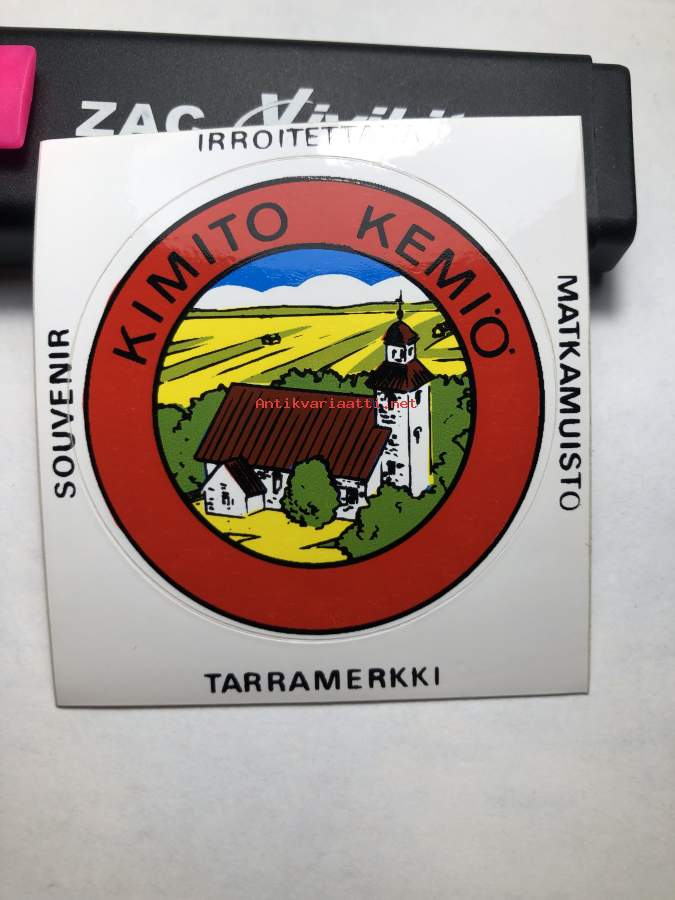 ZAC
IRROITETTAVA
KIMITO KEMIÖ
SOUVENIR
MATKAMUISTO
Antikvariaatti.net
TARRAMERKKI